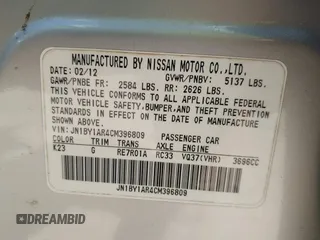 MANUFACTURED BY NISSAN MOTOR CO.,LTD.
DATE: 02/12 GVWR/PNBV: 5137 LBS.
GAWR/PNBE FR: 2584 LBS. RR: 2626 LBS.
THIS VEHICLE CONFORMS TO ALL APPLICABLE FEDERAL
MOTOR VEHICLE SAFETY,BUMPER,AND THEFT PREVENTION
STANDARDS IN EFFECT ON THE DATE OF MANUFACTURE
SHOWN ABOVE.
VIN: JN1BY1AR4CM396809 PASSENGER CAR
COLOR TRIM TRANS AXLE ENGINE
K23 G RE7R01A RC33 VQ37(VHR) 3696CC
JN1BY1AR4CM396809
DREAMBID